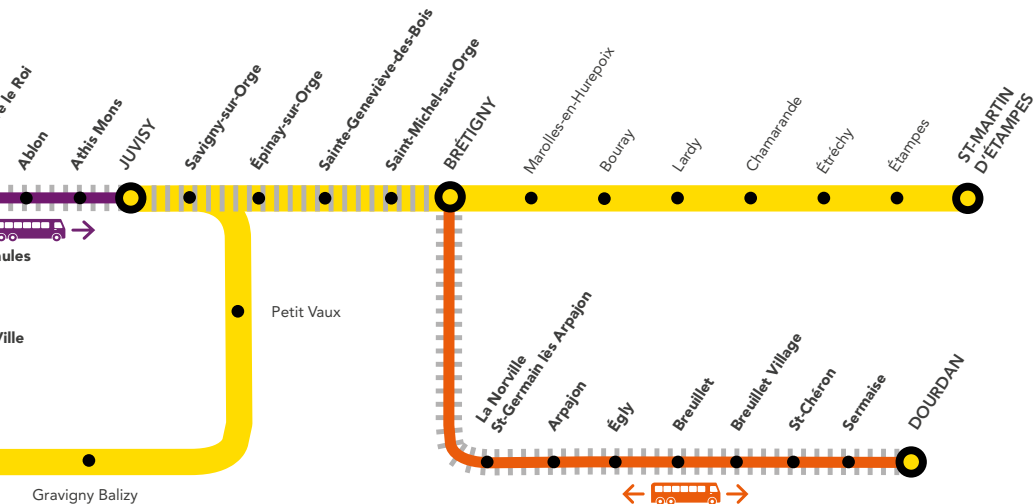 le Roi
Ablon
Athis Mons
JUVISY
Savigny-sur-Orge
Épinay-sur-Orge
Sainte-Geneviève-des-Bois
Saint-Michel-sur-Orge
BRÉTIGNY
Marolles-en-Hurepoix
Bouray
Lardy
Chamarande
Étréchy
Étampes
ST-MARTIN
D'ÉTAMPES
Petit Vaux
La Norville
St-Germain lès Arpajon
Arpajon
Égly
Breuillet
Breuillet Village
St-Chéron
Sermaise
DOURDAN
Gravigny Balizy